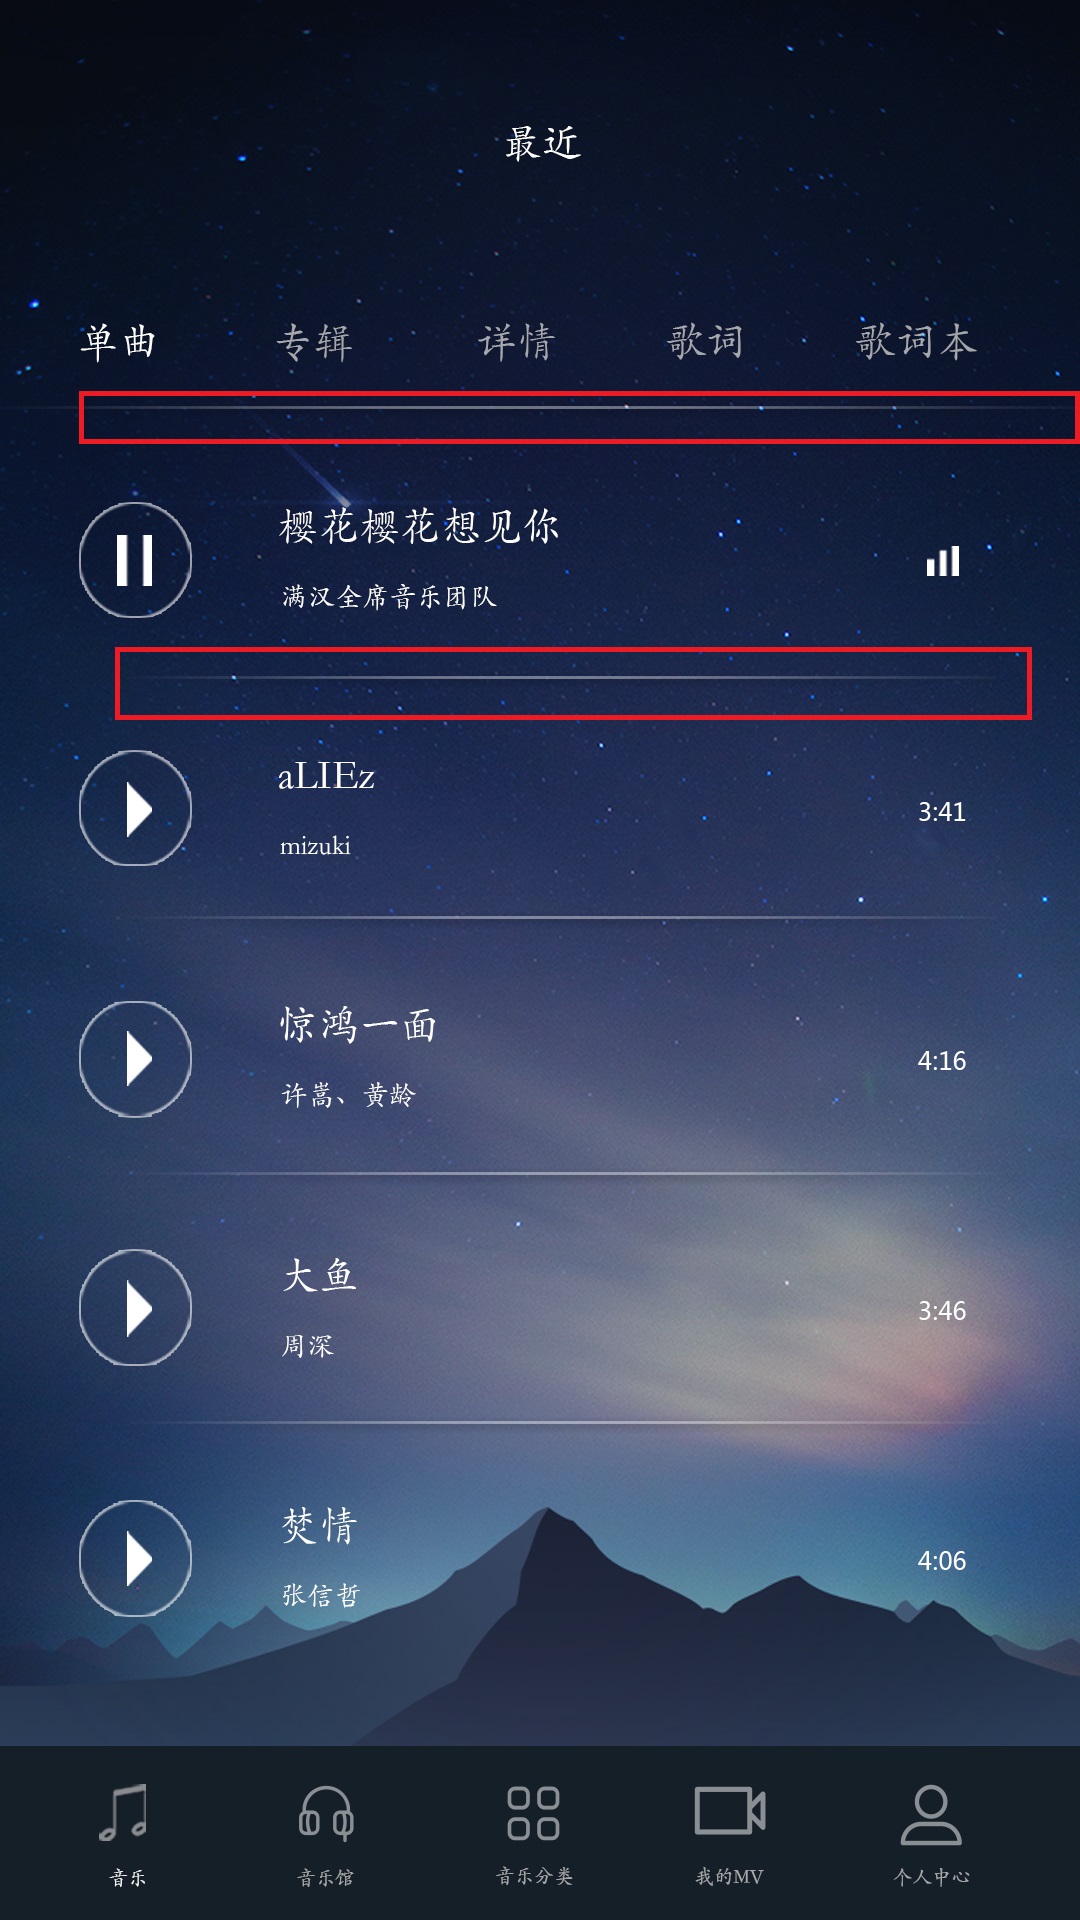 最近
单曲 专辑 详情 歌词 歌词本
樱花樱花想见你
满汉全席音乐团队
aLIEz
3:41
mizuki
惊鸿一面
4:16
许嵩、黄龄
大鱼
3:46
周深
焚情
4:06
张信哲
音乐 音乐馆 音乐分类 我的MV 个人中心